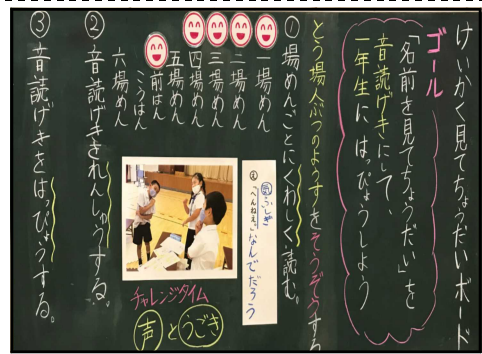 けいかく見てちょうだいボード
ゴール
「名前を見てちょうだい」を
音読げきにして、
一年生に はっぴょうしよう
とう場人ぶつのようすをそうぞうする
①場めんごとにくわしく読む。
一場めん
二場めん
三場めん
四場めん
五場めん
前はん
こうはん
六場めん
②音読げきをれんしゅうする。
③音読げきをはっぴょうする。
「へんねえ。」なんでだろう
チャレンジタイム
声とうごき